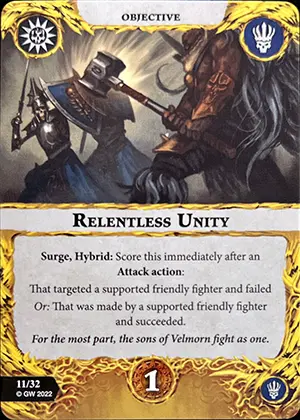 OBJECTIVE
RELENTLESS UNITY
Surge, Hybrid: Score this immediately after an
Attack action:
That targeted a supported friendly fighter and failed
Or: That was made by a supported friendly fighter
and succeeded.
For the most part, the sons of Velmorn fight as one.
11/32
© GW 2022
1